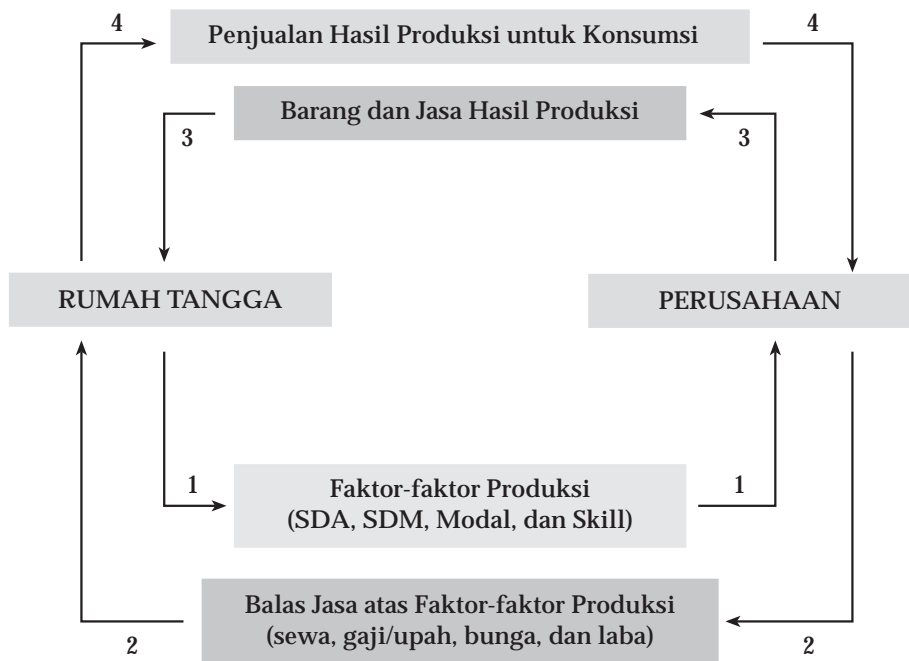 4
Penjualan Hasil Produksi untuk Konsumsi
4
Barang dan Jasa Hasil Produksi
3
3
RUMAH TANGGA
PERUSAHAAN
1
Faktor-faktor Produksi
(SDA, SDM, Modal, dan Skill)
1
Balas Jasa atas Faktor-faktor Produksi
(sewa, gaji/upah, bunga, dan laba)
2
2